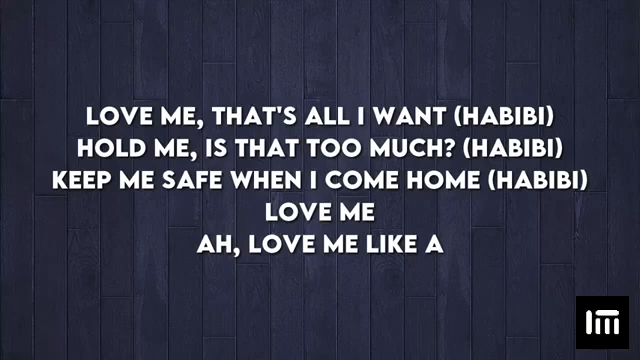 LOVE ME, THAT'S ALL I WANT (HABIBI)
HOLD ME, IS THAT TOO MUCH? (HABIBI)
KEEP ME SAFE WHEN I COME HOME (HABIBI)
LOVE ME
AH, LOVE ME LIKE A